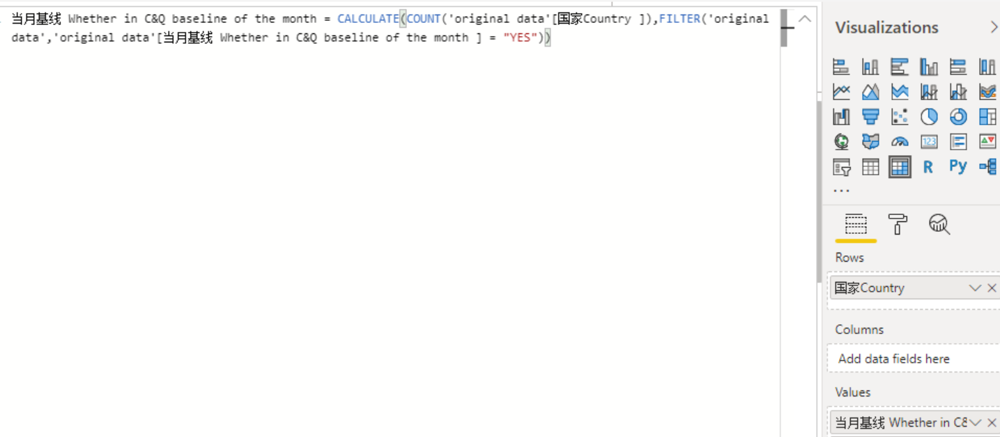 当月基线 Whether in C&Q baseline of the month = CALCULATE(COUNT('original data'[国家Country ]),FILTER('original
data','original data'[当月基线 Whether in C&Q baseline of the month ] = "YES"))
Visualizations
123
R
Py
...
Rows
国家Country
Columns
Add data fields here
Values
当月基线 Whether in C&